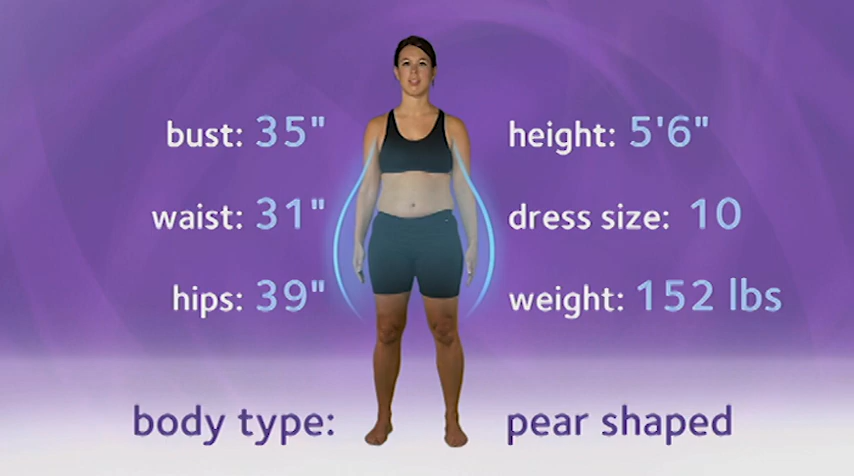 bust: 35"
waist: 31"
hips: 39"
height: 5'6"
dress size: 10
weight: 152 lbs
body type: pear shaped